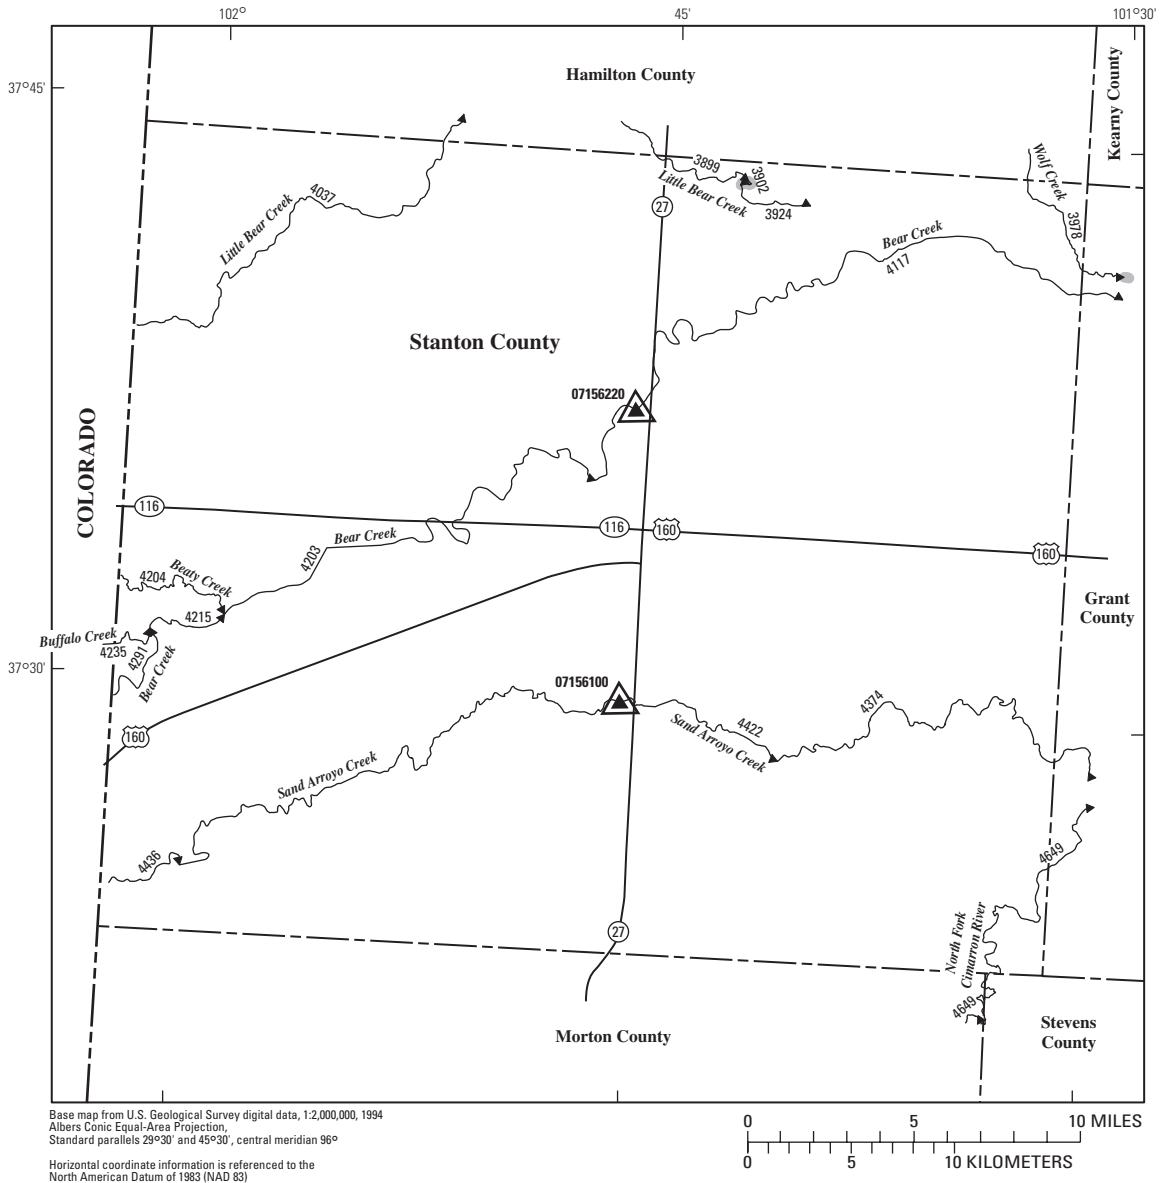 102°
45'
101°30'
37°45'
Hamilton County
Kearny County
3899
3902
Little Bear Creek
3924
Wolf Creek
3978
27
4037
Little Bear Creek
Bear Creek
4117
Stanton County
07156220
COLORADO
116
116
160
160
Bear Creek
4203
Beaty Creek
4204
4215
Buffalo Creek
4235
4291
Bear Creek
Grant
County
37°30'
07156100
160
4374
4422
Sand Arroyo Creek
Sand Arroyo Creek
4436
4649
27
North Fork
Cimarron River
4649
Morton County
Stevens
County
Base map from U.S. Geological Survey digital data, 1:2,000,000, 1994
Albers Conic Equal-Area Projection,
Standard parallels 29°30' and 45°30', central meridian 96°
Horizontal coordinate information is referenced to the
North American Datum of 1983 (NAD 83)
0 5 10 MILES
0 5 10 KILOMETERS